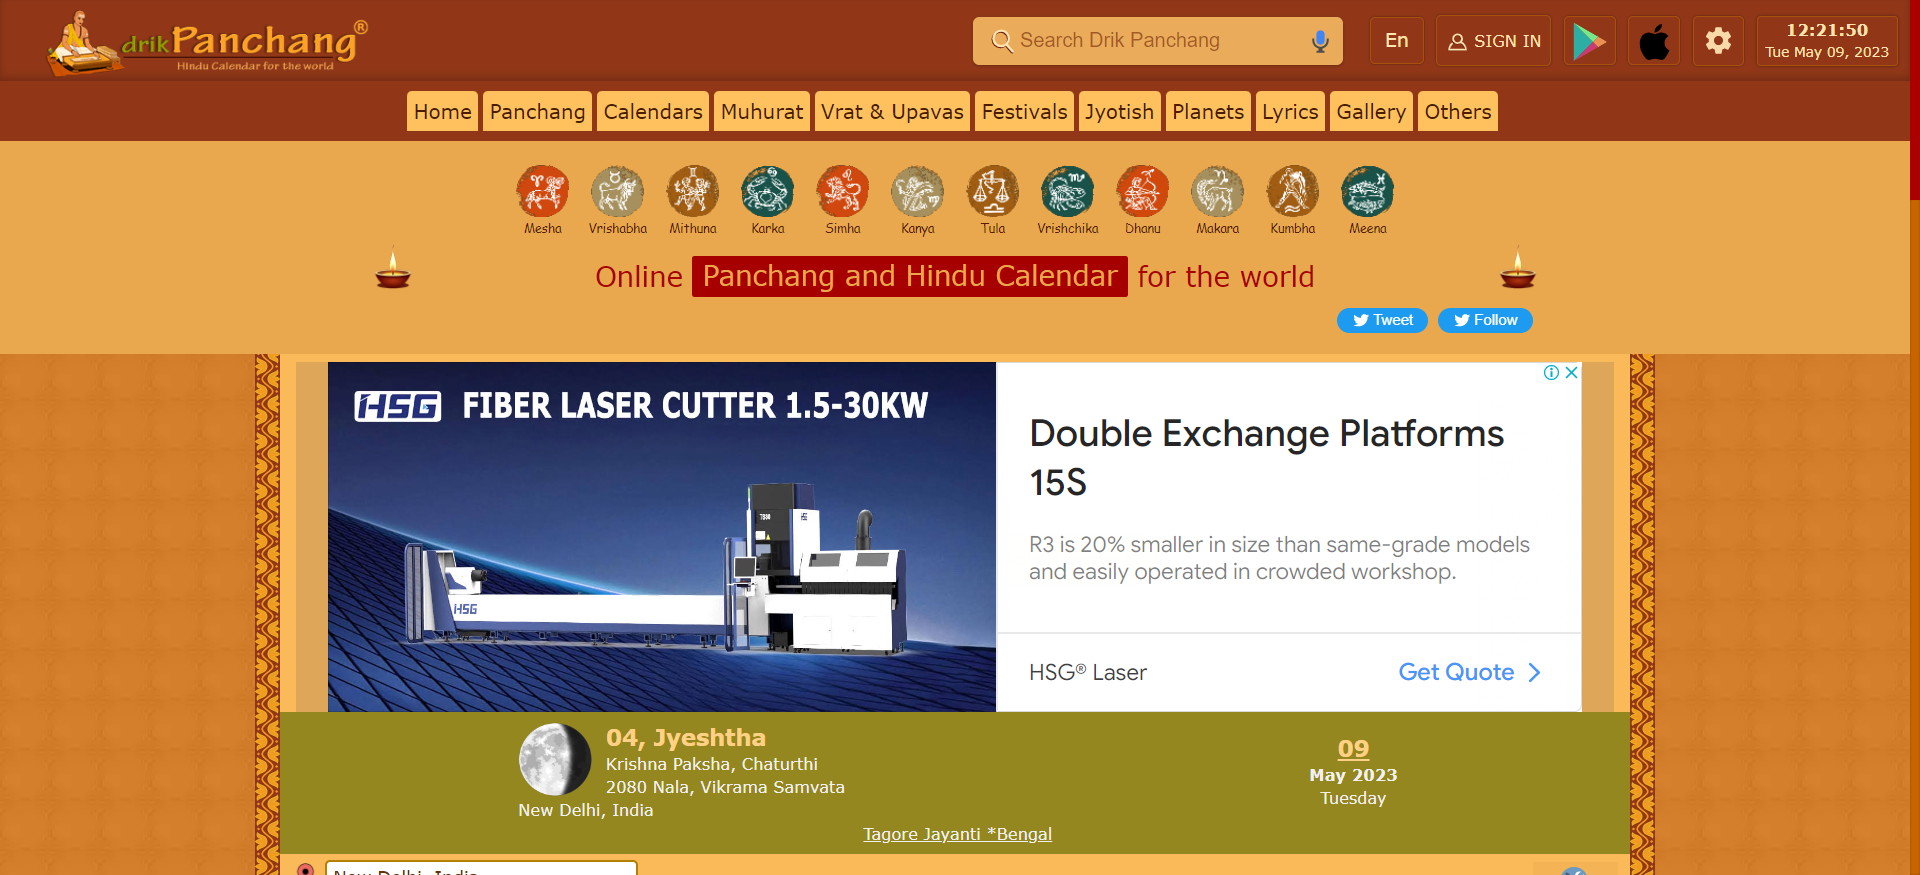 drikPanchang®
Hindu Calendar for the world
Search Drik Panchang
En
SIGN IN
12:21:50
Tue May 09, 2023
Home Panchang Calendars Muhurat Vrat & Upavas Festivals Jyotish Planets Lyrics Gallery Others
Mesha Vrishabha Mithuna Karka Simha Kanya Tula Vrishchika Dhanu Makara Kumbha Meena
Online Panchang and Hindu Calendar for the world
Tweet Follow
HSG FIBER LASER CUTTER 1.5-30KW
HSG
Double Exchange Platforms
15S
R3 is 20% smaller in size than same-grade models
and easily operated in crowded workshop.
HSG® Laser
Get Quote
04, Jyeshtha
Krishna Paksha, Chaturthi
2080 Nala, Vikrama Samvata
New Delhi, India
09
May 2023
Tuesday
Tagore Jayanti *Bengal
New Delhi, India